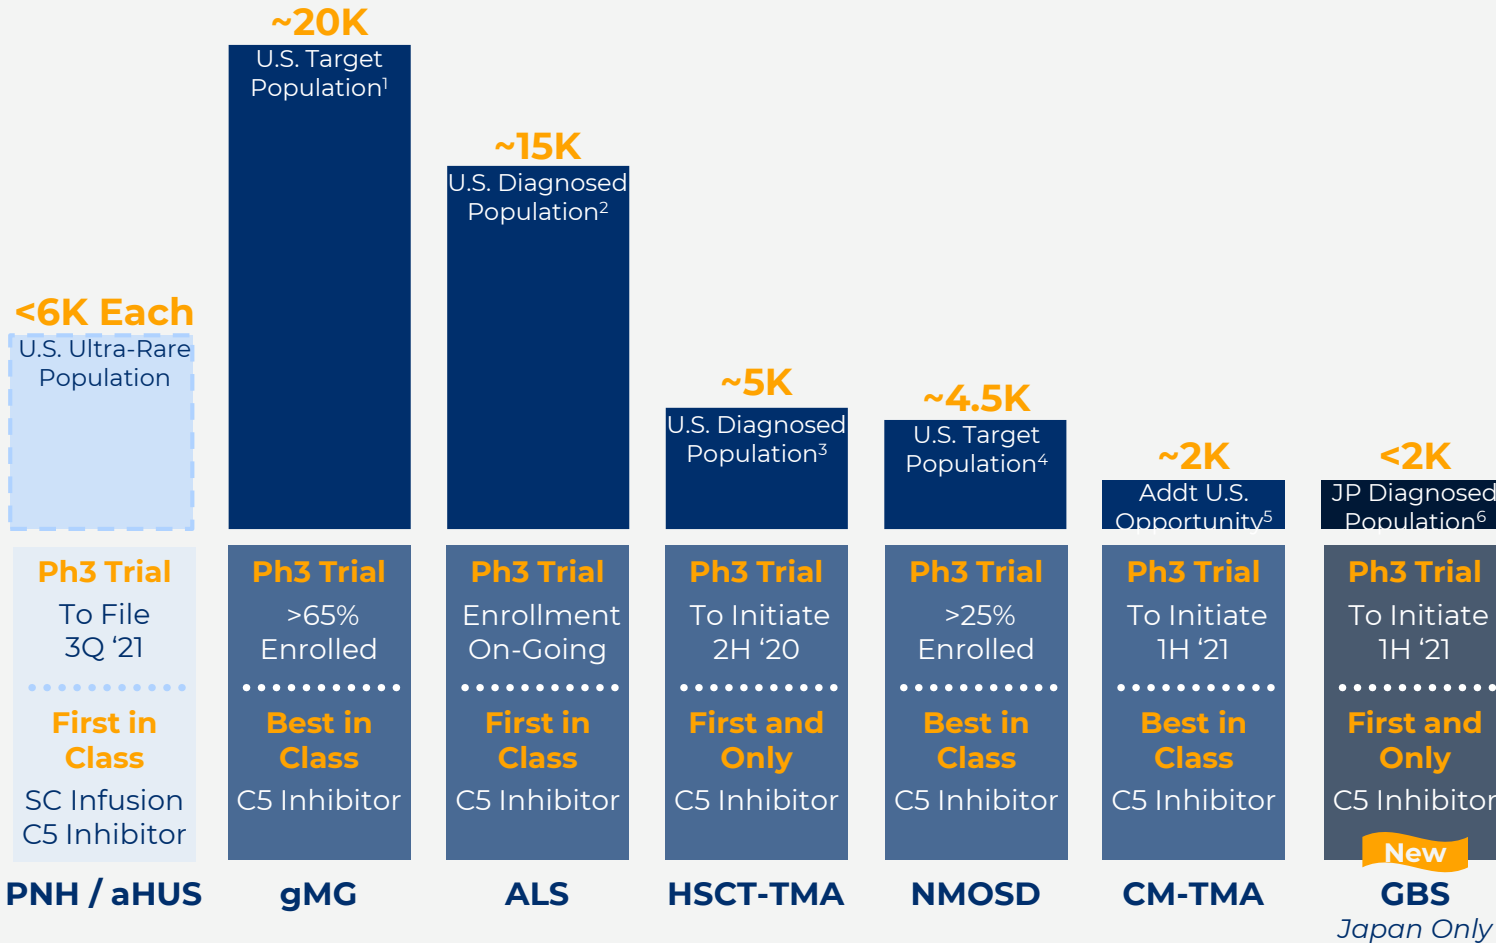 <6K Each
U.S. Ultra-Rare
Population
Ph3 Trial
To File
3Q ‘21
First in
Class
SC Infusion
C5 Inhibitor
PNH / aHUS
~20K
U.S. Target
Population¹
Ph3 Trial
>65%
Enrolled
Best in
Class
C5 Inhibitor
gMG
~15K
U.S. Diagnosed
Population²
Ph3 Trial
Enrollment
On-Going
First in
Class
C5 Inhibitor
ALS
~5K
U.S. Diagnosed
Population³
Ph3 Trial
To Initiate
2H ‘20
First and
Only
C5 Inhibitor
HSCT-TMA
~4.5K
U.S. Target
Population⁴
Ph3 Trial
>25%
Enrolled
Best in
Class
C5 Inhibitor
NMOSD
~2K
Addt U.S.
Opportunity⁵
Ph3 Trial
To Initiate
1H ‘21
Best in
Class
C5 Inhibitor
CM-TMA
<2K
JP Diagnosed
Population⁶
Ph3 Trial
To Initiate
1H ‘21
First and
Only
C5 Inhibitor
New
GBS
Japan Only